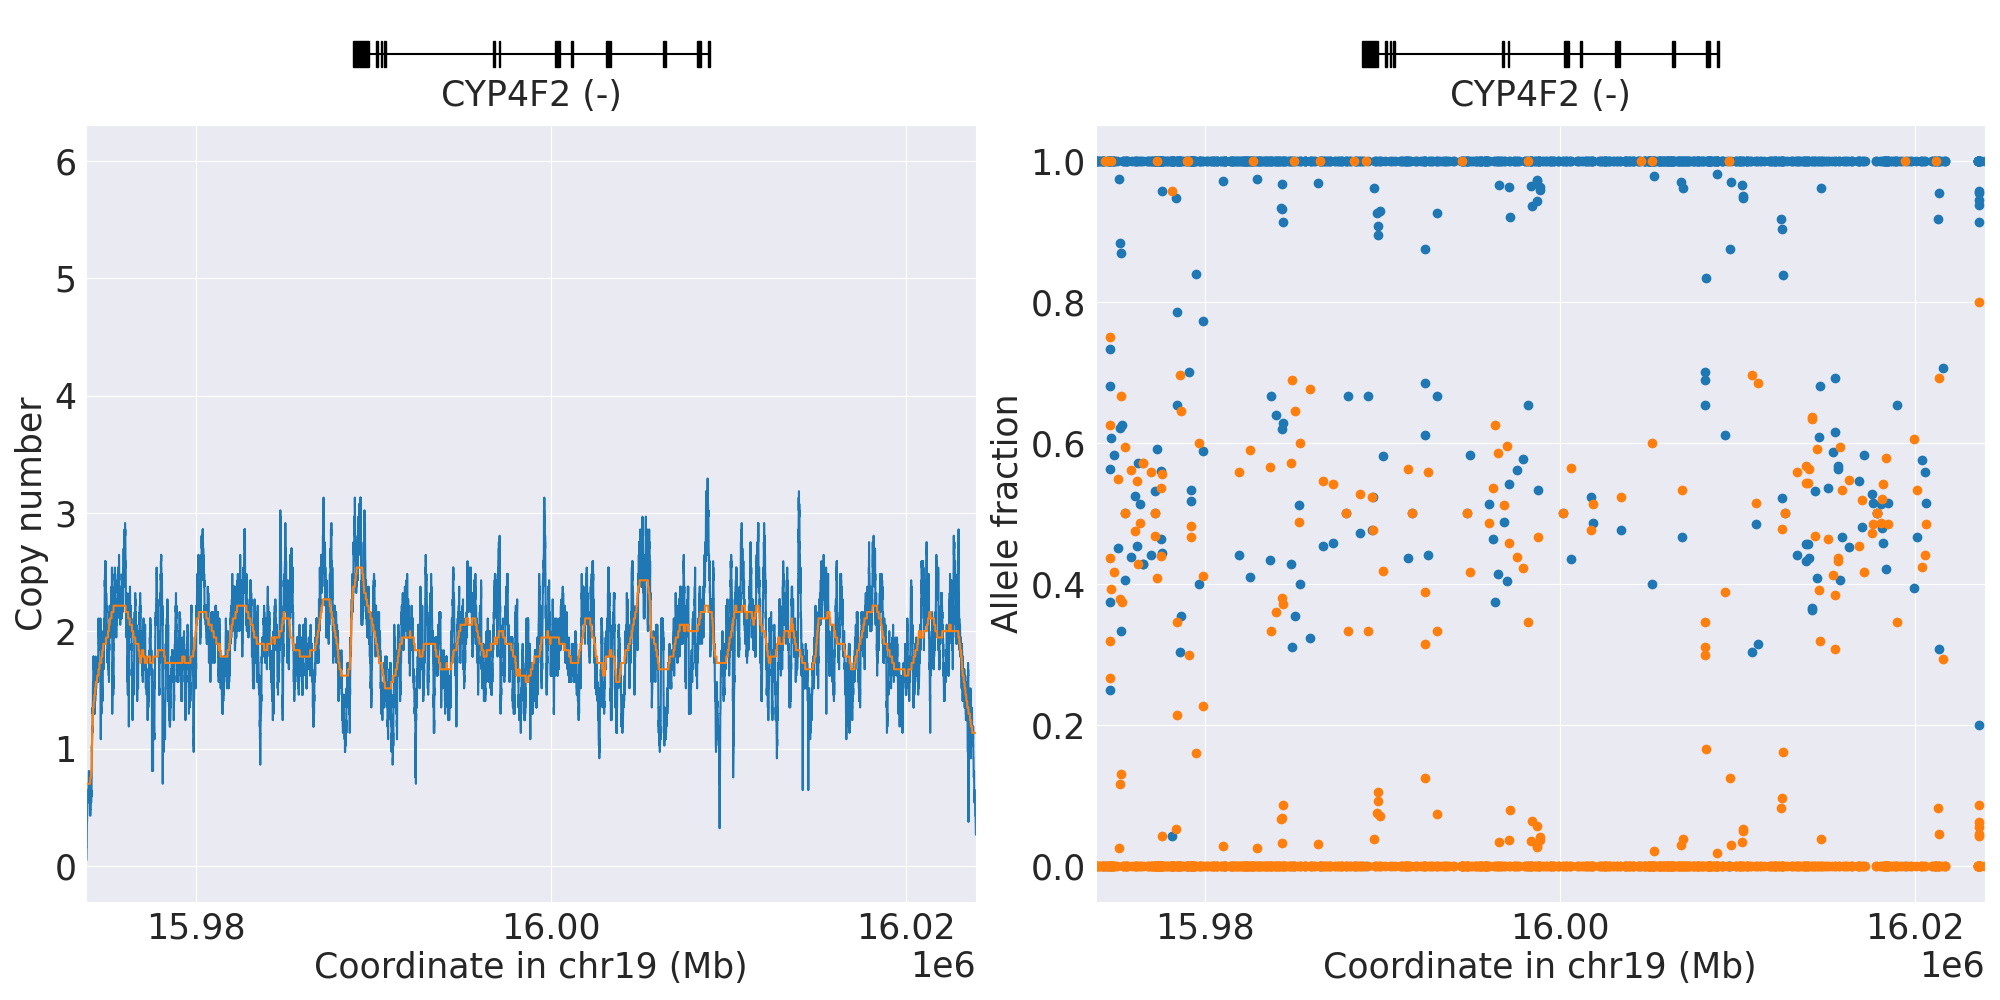 CYP4F2 (-)
6
5
4
3
2
1
0
Copy number
15.98
16.00
16.02
Coordinate in chr19 (Mb)
1e6
CYP4F2 (-)
1.0
0.8
0.6
0.4
0.2
0.0
Allele fraction
15.98
16.00
16.02
Coordinate in chr19 (Mb)
1e6